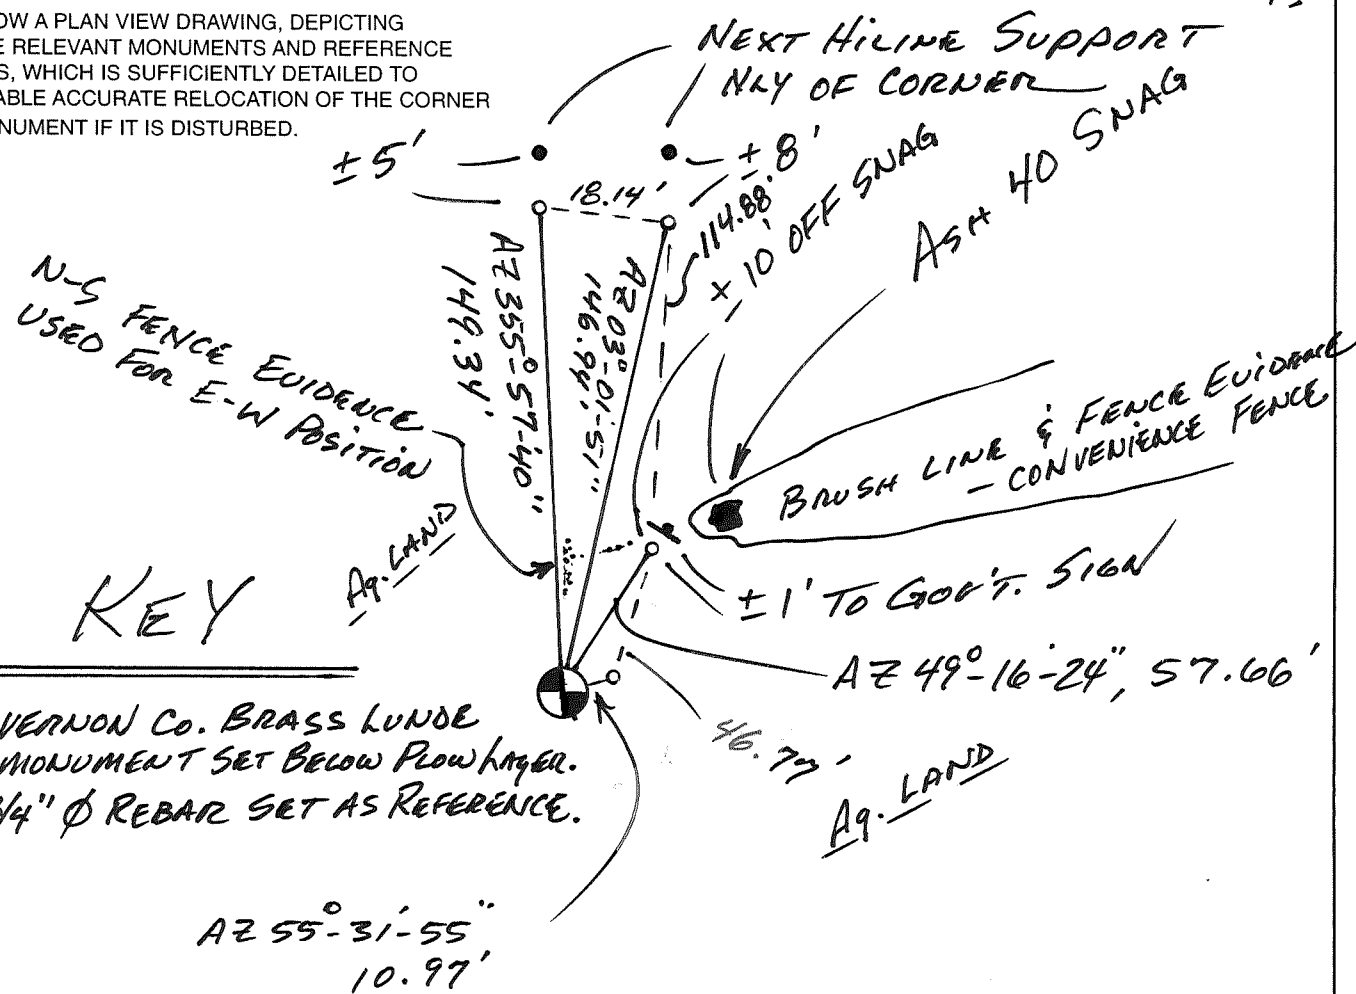 OW A PLAN VIEW DRAWING, DEPICTING
E RELEVANT MONUMENTS AND REFERENCE
S, WHICH IS SUFFICIENTLY DETAILED TO
ABLE ACCURATE RELOCATION OF THE CORNER
NUMENT IF IT IS DISTURBED.
NEXT HILINE SUPPORT
NLY OF CORNER
±5'
±8'
18.14'
114.88'
± 10' OFF SNAG
ASH 40 SNAG
N-S FENCE EVIDENCE
USED FOR E-W POSITION
AZ 355°-57'-40"
149.34'
AZ 03°-01'-51"
146.94'
BRUSH LINE & FENCE EVIDENCE
- CONVENIENCE FENCE
Ag. LAND
±1' TO GOV'T. SIGN
KEY
AZ 49°-16'-24", 57.66'
VERNON CO. BRASS LUNDE
MONUMENT SET BELOW PLOW LAYER.
3/4" Ø REBAR SET AS REFERENCE.
Ag. LAND
AZ 55°-31'-55"
10.97'